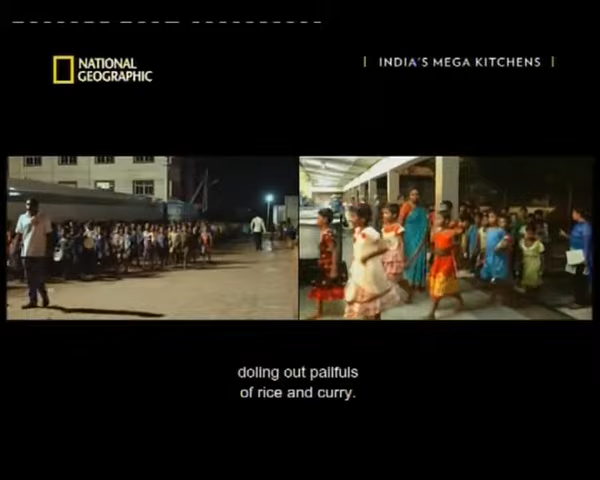 NATIONAL
GEOGRAPHIC
INDIA'S MEGA KITCHENS
doling out pailfuls
of rice and curry.